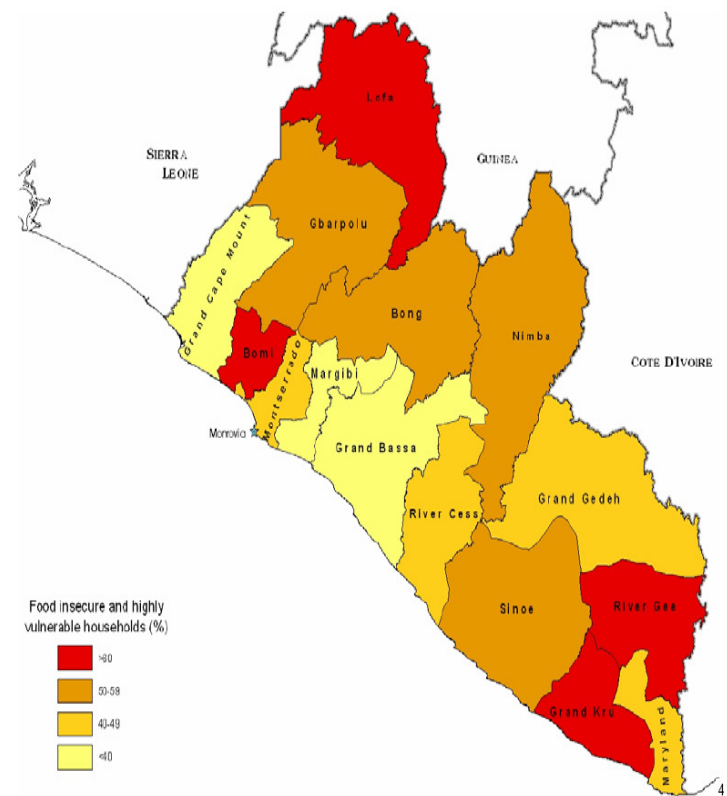 Lofa
SIERRA
LEONE
GUINEA
Gbarpolu
Grand Cape Mount
Bong
Nimba
Bomi
Montserrado
Margibi
COTE D'IVOIRE
Monrovia
Grand Bassa
Grand Gedeh
River Cess
Sinoe
River Gee
Grand Kru
Maryland
Food insecure and highly
vulnerable households (%)
>60
50-59
40-49
<40
4